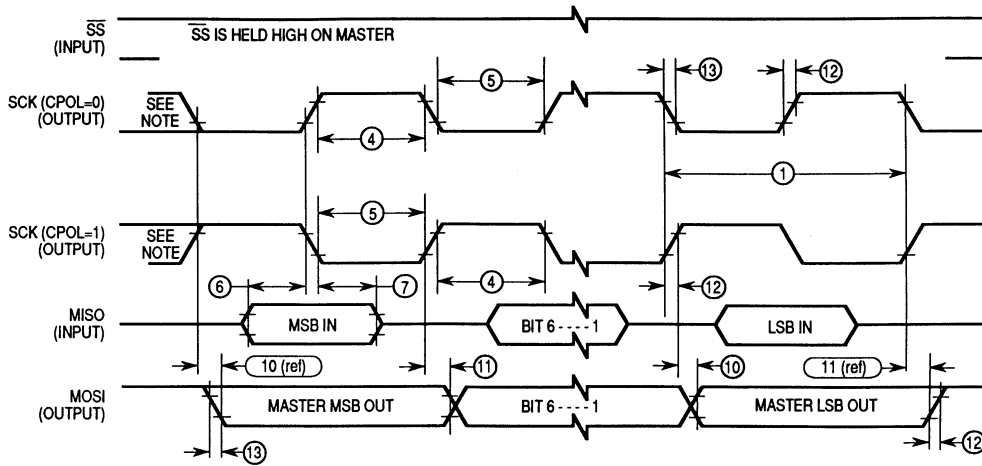 SS
(INPUT)
SS IS HELD HIGH ON MASTER
13
12
5
SCK (CPOL=0)
(OUTPUT)
SEE
NOTE
4
1
5
SCK (CPOL=1)
(OUTPUT)
SEE
NOTE
6
7
4
12
MISO
(INPUT)
MSB IN
BIT 6 - - - - 1
LSB IN
10 (ref)
11
10
11 (ref)
MOSI
(OUTPUT)
MASTER MSB OUT
BIT 6 - - - - 1
MASTER LSB OUT
13
12